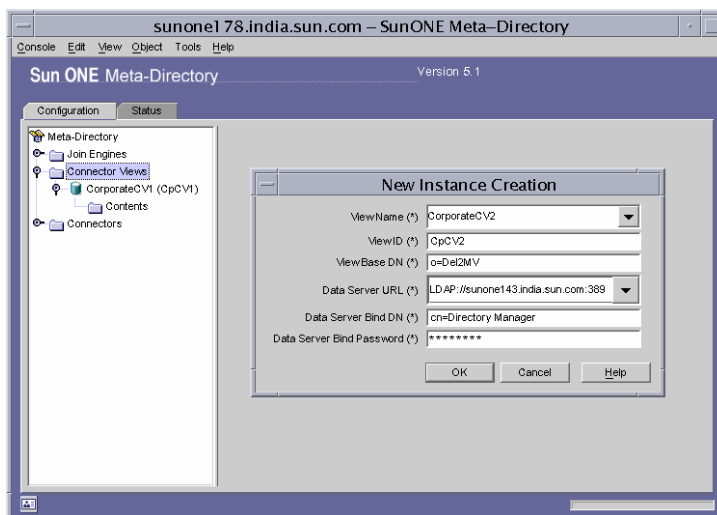 sunone178.india.sun.com – SunONE Meta–Directory
Console Edit View Object Tools Help
Sun ONE Meta-Directory
Version 5.1
Configuration
Status
Meta-Directory
Join Engines
Connector Views
CorporateCV1 (CpCV1)
Contents
Connectors
New Instance Creation
ViewName (*) CorporateCV2
ViewID (*) CpCV2
ViewBase DN (*) o=Del2MV
Data Server URL (*) LDAP://sunone143.india.sun.com:389
Data Server Bind DN (*) cn=Directory Manager
Data Server Bind Password (*) ********
OK Cancel Help